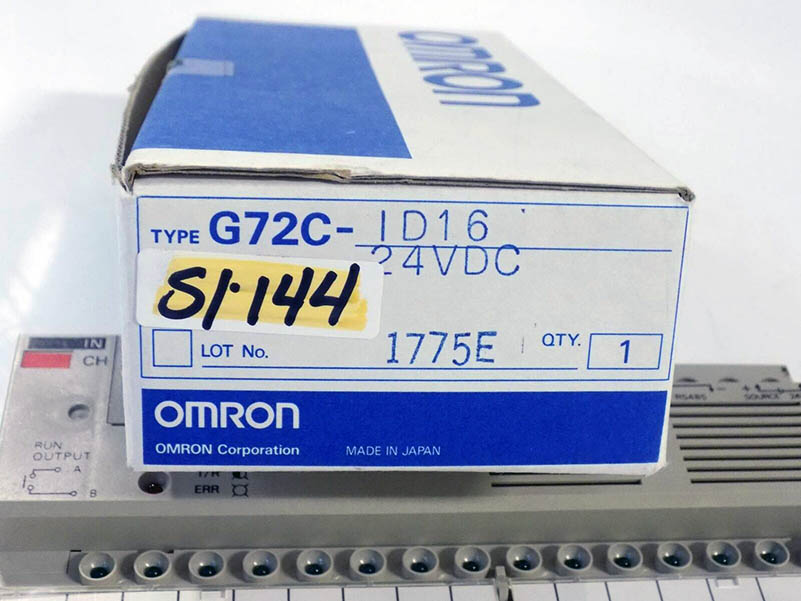 OMRON
TYPE G72C- ID16
24VDC
S1-144
LOT No. 1775E QTY. 1
OMRON
OMRON Corporation MADE IN JAPAN
IN
CH
RUN
OUTPUT
A
B
T/R
ERR
RS485 - + SOURCE 24